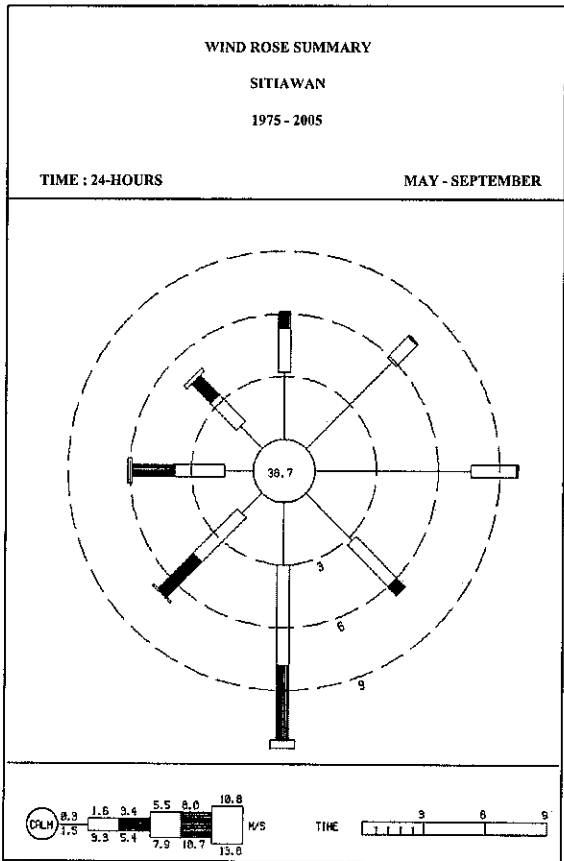 WIND ROSE SUMMARY
SITIAWAN
1975 - 2005
TIME : 24-HOURS MAY - SEPTEMBER
38.7
3
6
9
CALM 0.3 1.6 3.4 5.5 8.0 10.8 M/S
1.5 3.3 5.4 7.9 10.7 13.8
TIME 3 6 9